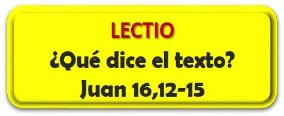 LECTIO
¿Qué dice el texto?
Juan 16,12-15